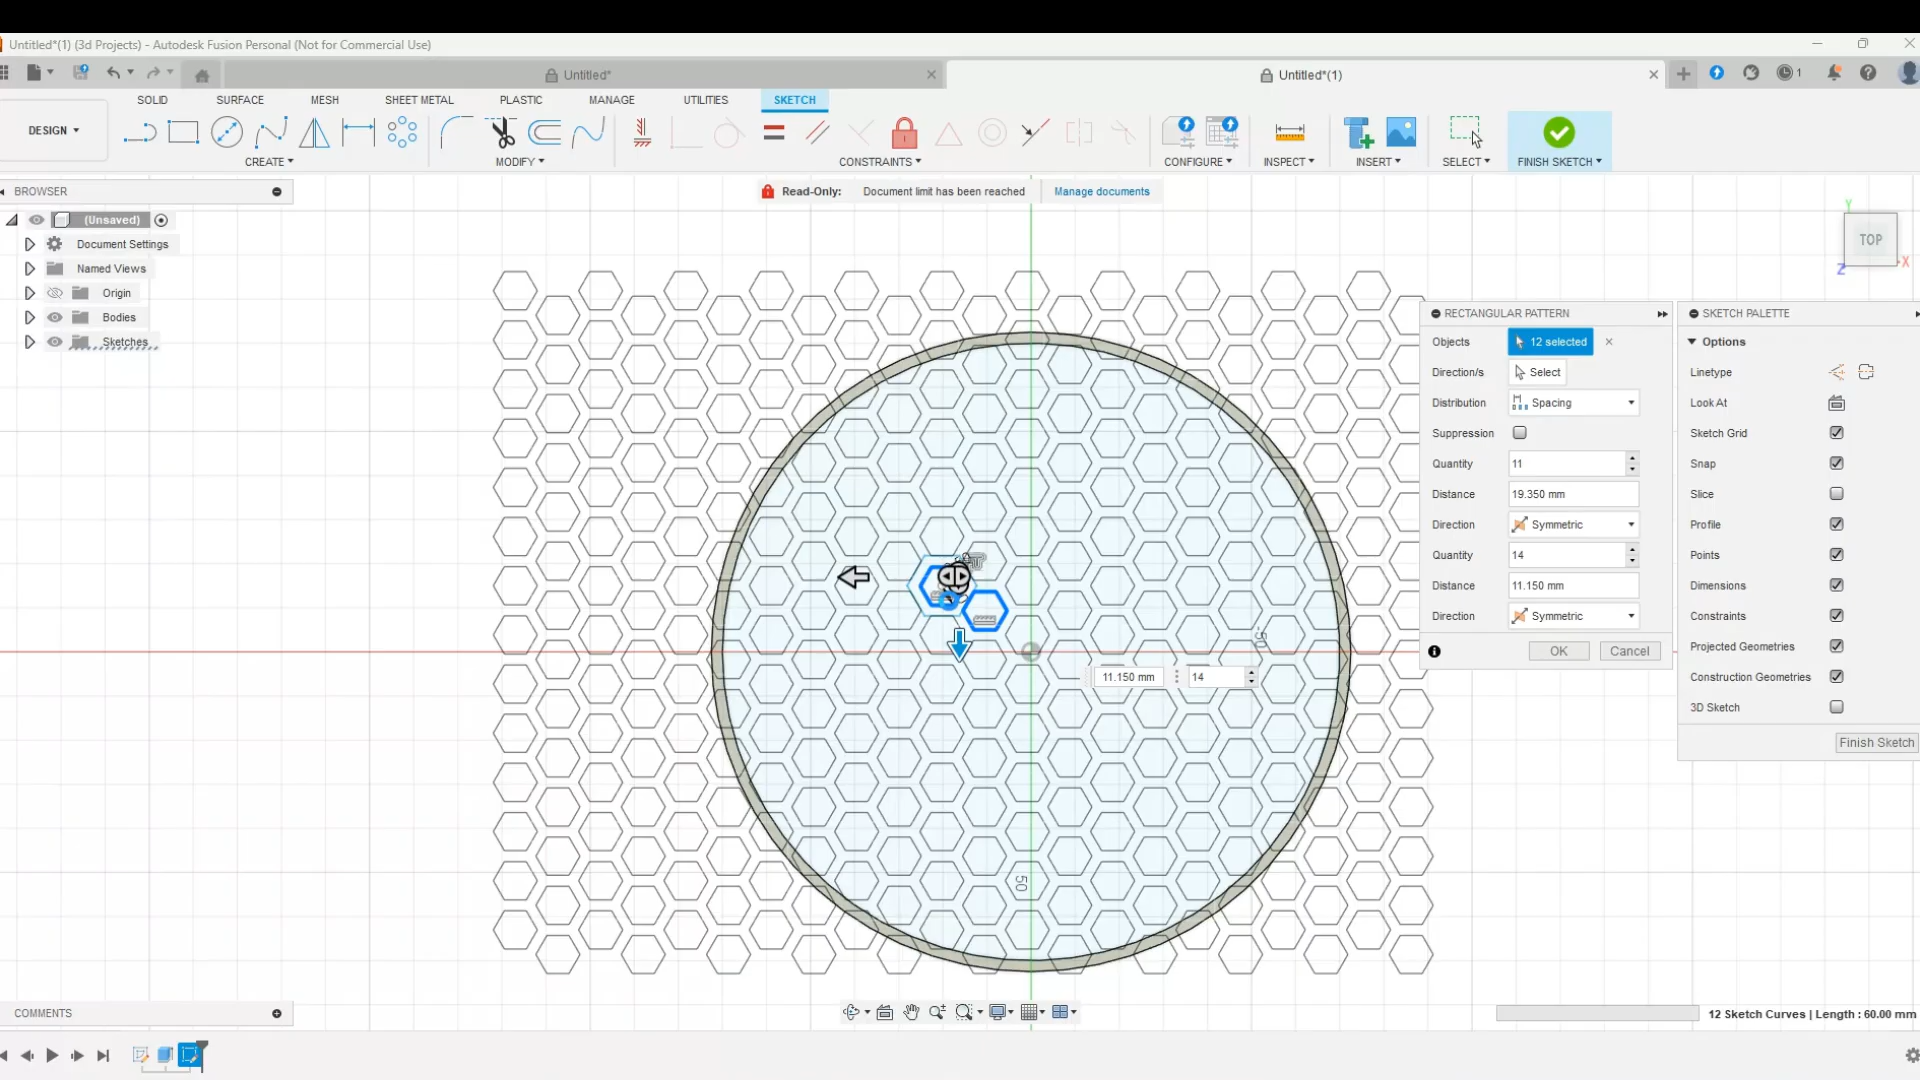 Untitled*(1) (3d Projects) - Autodesk Fusion Personal (Not for Commercial Use)
Untitled*
Untitled*(1)
1
SOLID SURFACE MESH SHEET METAL PLASTIC MANAGE UTILITIES SKETCH
DESIGN
CREATE MODIFY CONSTRAINTS CONFIGURE INSPECT INSERT SELECT FINISH SKETCH
BROWSER
Read-Only: Document limit has been reached Manage documents
(Unsaved)
Document Settings
Named Views
Origin
Bodies
Sketches
Y
TOP
X
Z
RECTANGULAR PATTERN
Objects 12 selected
Direction/s Select
Distribution Spacing
Suppression
Quantity 11
Distance 19.350 mm
Direction Symmetric
Quantity 14
Distance 11.150 mm
Direction Symmetric
OK Cancel
SKETCH PALETTE
Options
Linetype
Look At
Sketch Grid
Snap
Slice
Profile
Points
Dimensions
Constraints
Projected Geometries
Construction Geometries
3D Sketch
Finish Sketch
-50
11.150 mm 14
50
COMMENTS
12 Sketch Curves | Length : 60.00 mm